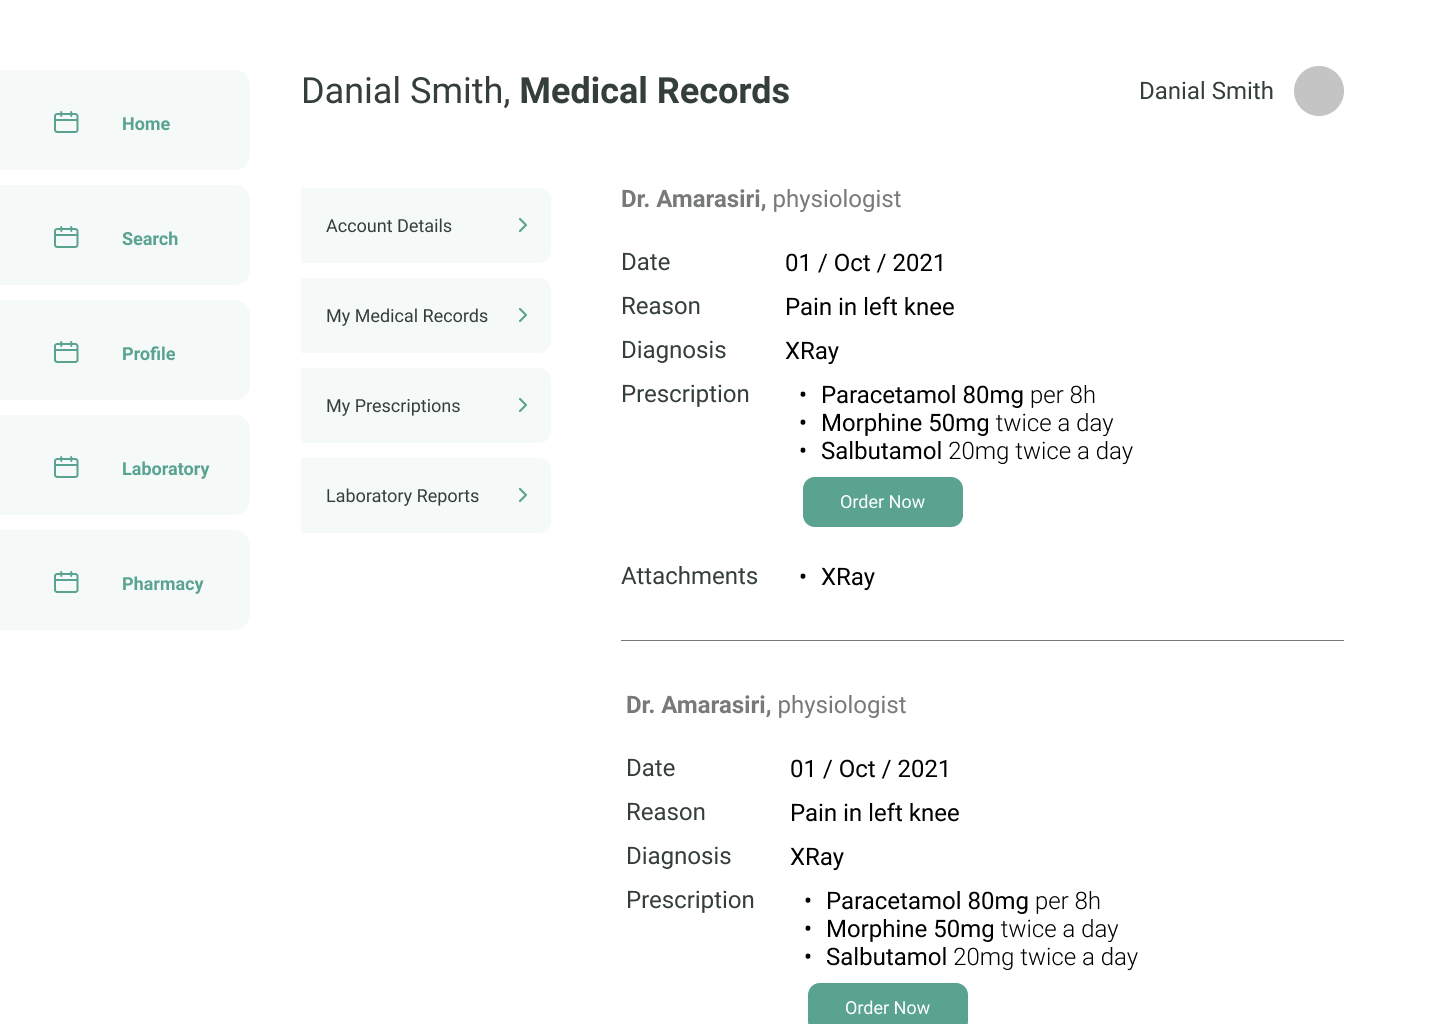 Danial Smith, Medical Records
Danial Smith
Home
Search
Profile
Laboratory
Pharmacy
Account Details
My Medical Records
My Prescriptions
Laboratory Reports
Dr. Amarasiri, physiologist
Date 01 / Oct / 2021
Reason Pain in left knee
Diagnosis XRay
Prescription • Paracetamol 80mg per 8h
• Morphine 50mg twice a day
• Salbutamol 20mg twice a day
Order Now
Attachments • XRay
Dr. Amarasiri, physiologist
Date 01 / Oct / 2021
Reason Pain in left knee
Diagnosis XRay
Prescription • Paracetamol 80mg per 8h
• Morphine 50mg twice a day
• Salbutamol 20mg twice a day
Order Now